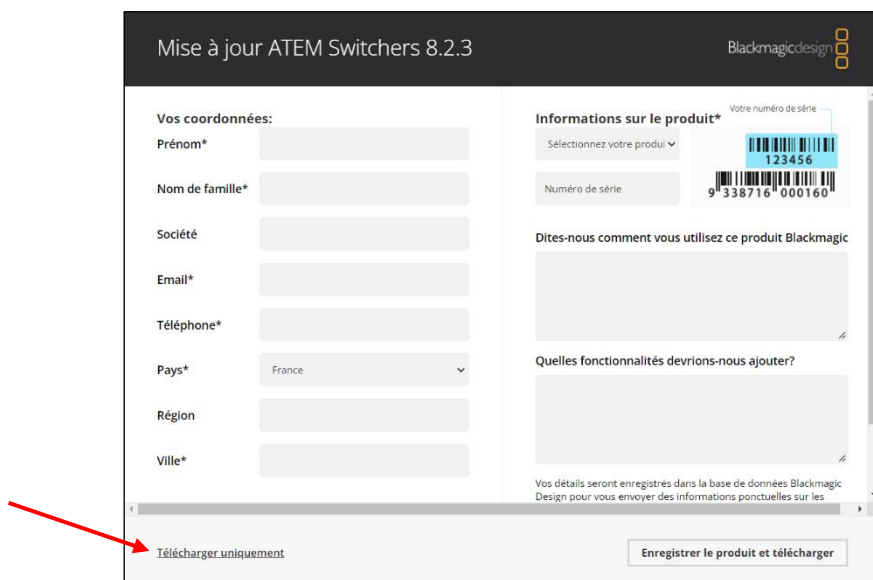 Mise à jour ATEM Switchers 8.2.3
Blackmagicdesign
Vos coordonnées:
Prénom*
Nom de famille*
Société
Email*
Téléphone*
Pays*
France
Région
Ville*
Informations sur le produit*
Votre numéro de série
Sélectionnez votre produi
123456
Numéro de série
9 338716 000160
Dites-nous comment vous utilisez ce produit Blackmagic
Quelles fonctionnalités devrions-nous ajouter?
Vos détails seront enregistrés dans la base de données Blackmagic
Design pour vous envoyer des informations ponctuelles sur les
Télécharger uniquement
Enregistrer le produit et télécharger